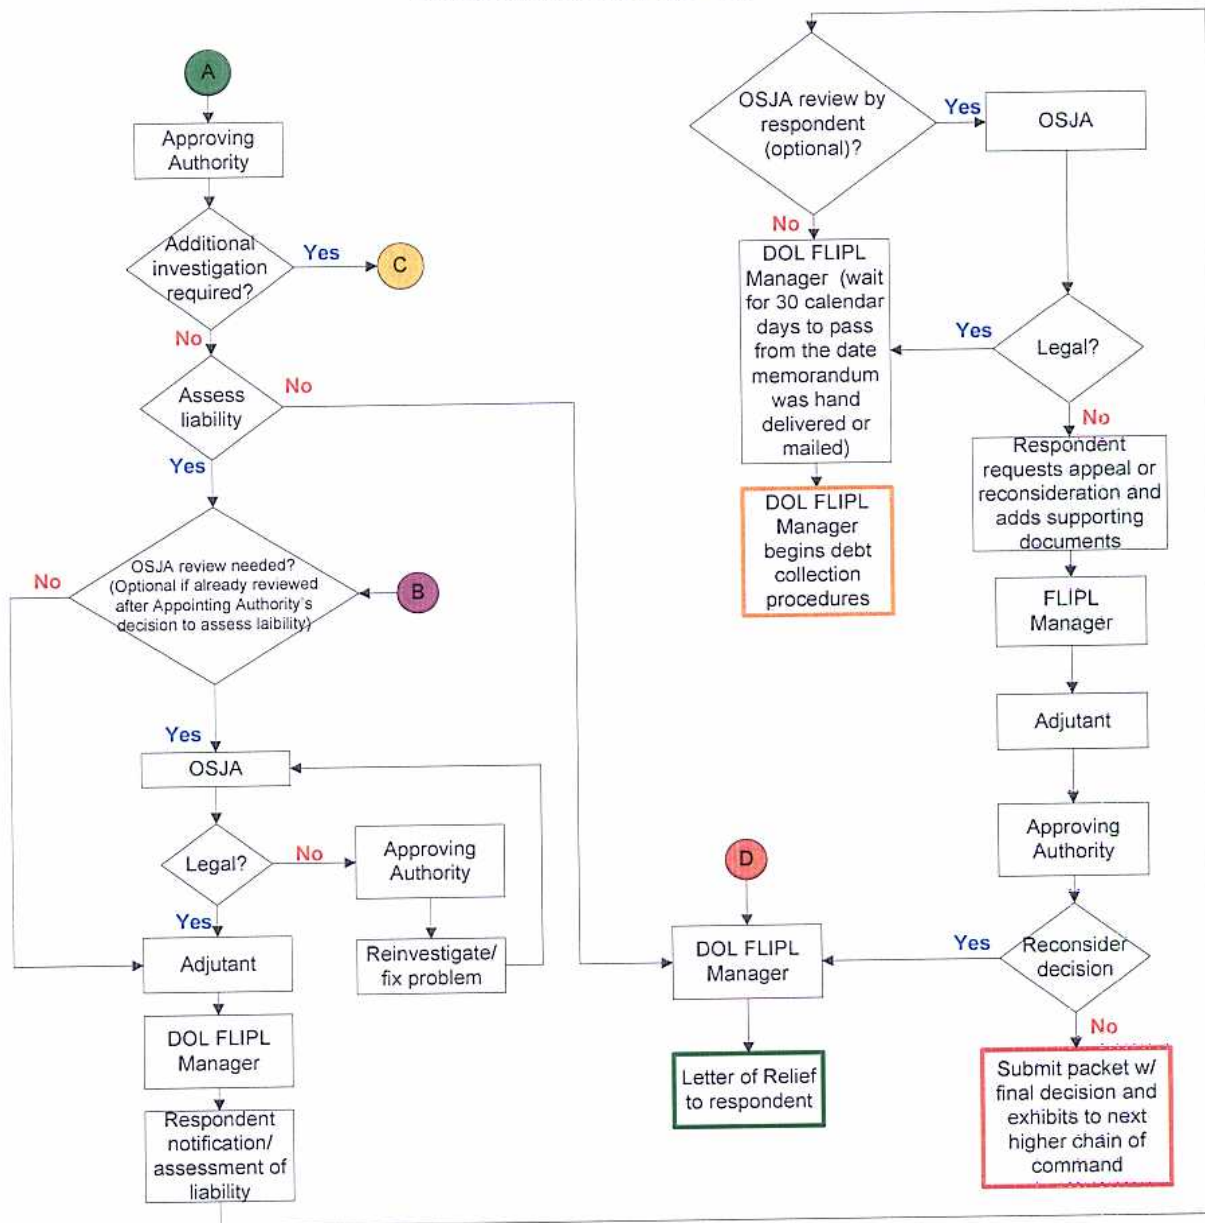 A
Approving
Authority
Additional
investigation
required?
Yes
C
No
Assess
liability
No
Yes
OSJA review needed?
(Optional if already reviewed
after Appointing Authority's
decision to assess laibility)
No
B
Yes
OSJA
Legal?
No
Approving
Authority
Reinvestigate/
fix problem
Yes
Adjutant
DOL FLIPL
Manager
Respondent
notification/
assessment of
liability
OSJA review by
respondent
(optional)?
Yes
OSJA
No
DOL FLIPL
Manager (wait
for 30 calendar
days to pass
from the date
memorandum
was hand
delivered or
mailed)
Yes
Legal?
No
DOL FLIPL
Manager
begins debt
collection
procedures
Respondent
requests appeal or
reconsideration and
adds supporting
documents
FLIPL
Manager
Adjutant
Approving
Authority
Reconsider
decision
Yes
D
DOL FLIPL
Manager
Letter of Relief
to respondent
No
Submit packet w/
final decision and
exhibits to next
higher chain of
command